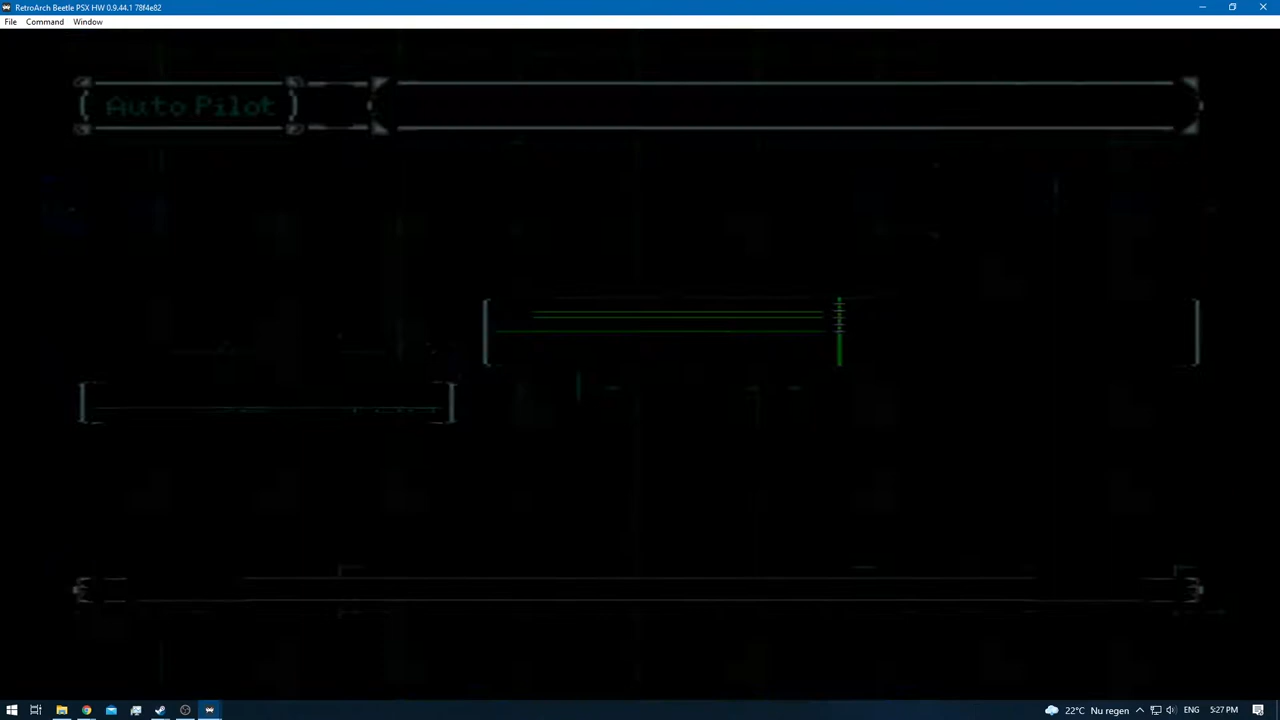 RetroArch Beetle PSX HW 0.9.44.1 78f4e82
File Command Window
Auto Pilot
22°C Nu regen ENG 5:27 PM